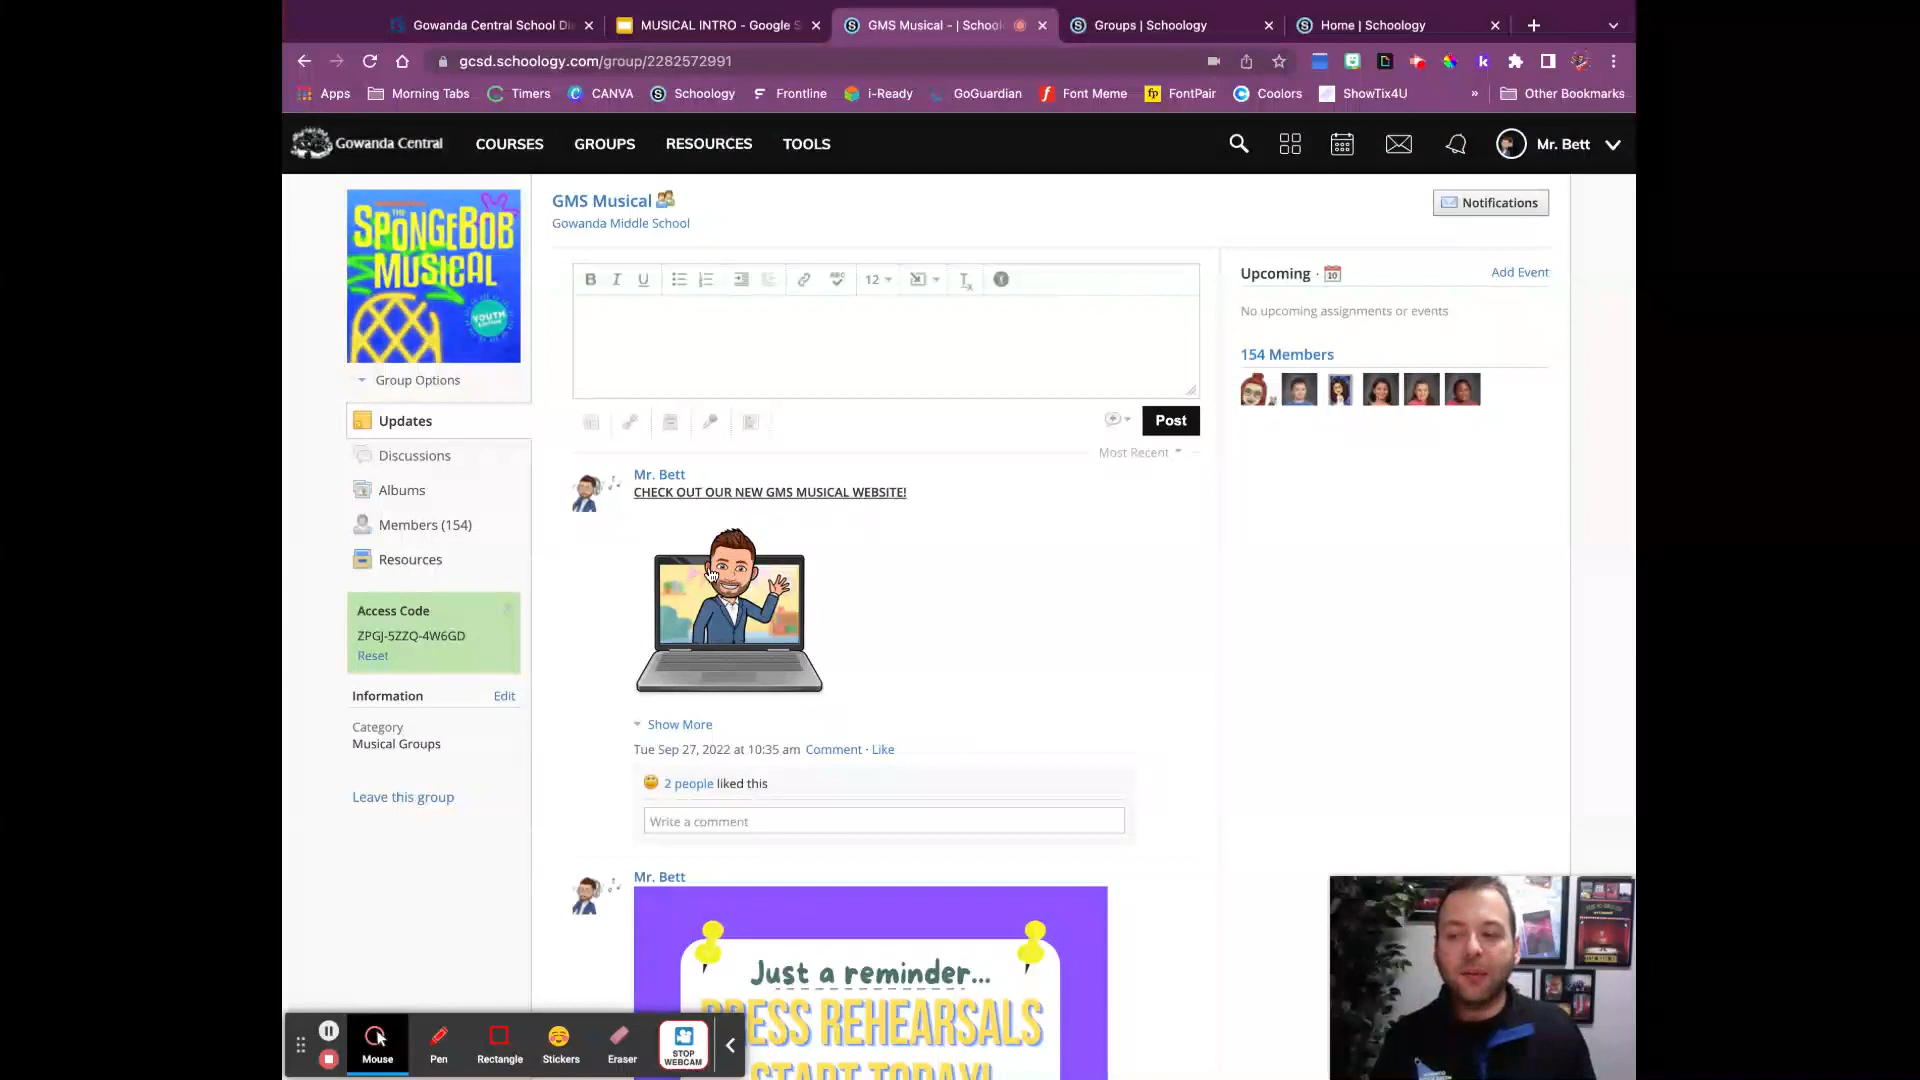 Gowanda Central School Di
MUSICAL INTRO - Google S
GMS Musical - | School
Groups | Schoology
Home | Schoology
gcsd.schoology.com/group/2282572991
Apps
Morning Tabs
Timers
CANVA
Schoology
Frontline
i-Ready
GoGuardian
Font Meme
FontPair
Coolors
ShowTix4U
»
Other Bookmarks
Gowanda Central
COURSES
GROUPS
RESOURCES
TOOLS
Mr. Bett
THE
SPONGEBOB
MUSICAL
YOUTH
EDITION
GMS Musical
Gowanda Middle School
Notifications
B I U
ABC
12
Upcoming ·
10
Add Event
No upcoming assignments or events
154 Members
Group Options
Updates
Discussions
Albums
Members (154)
Resources
Post
Most Recent
Mr. Bett
CHECK OUT OUR NEW GMS MUSICAL WEBSITE!
Access Code
ZPGJ-5ZZQ-4W6GD
Reset
Information
Edit
Category
Musical Groups
Leave this group
Show More
Tue Sep 27, 2022 at 10:35 am Comment · Like
2 people liked this
Write a comment
Mr. Bett
Just a reminder...
RESS REHEARSALS
START TODAY!
Mouse
Pen
Rectangle
Stickers
Eraser
STOP
WEBCAM